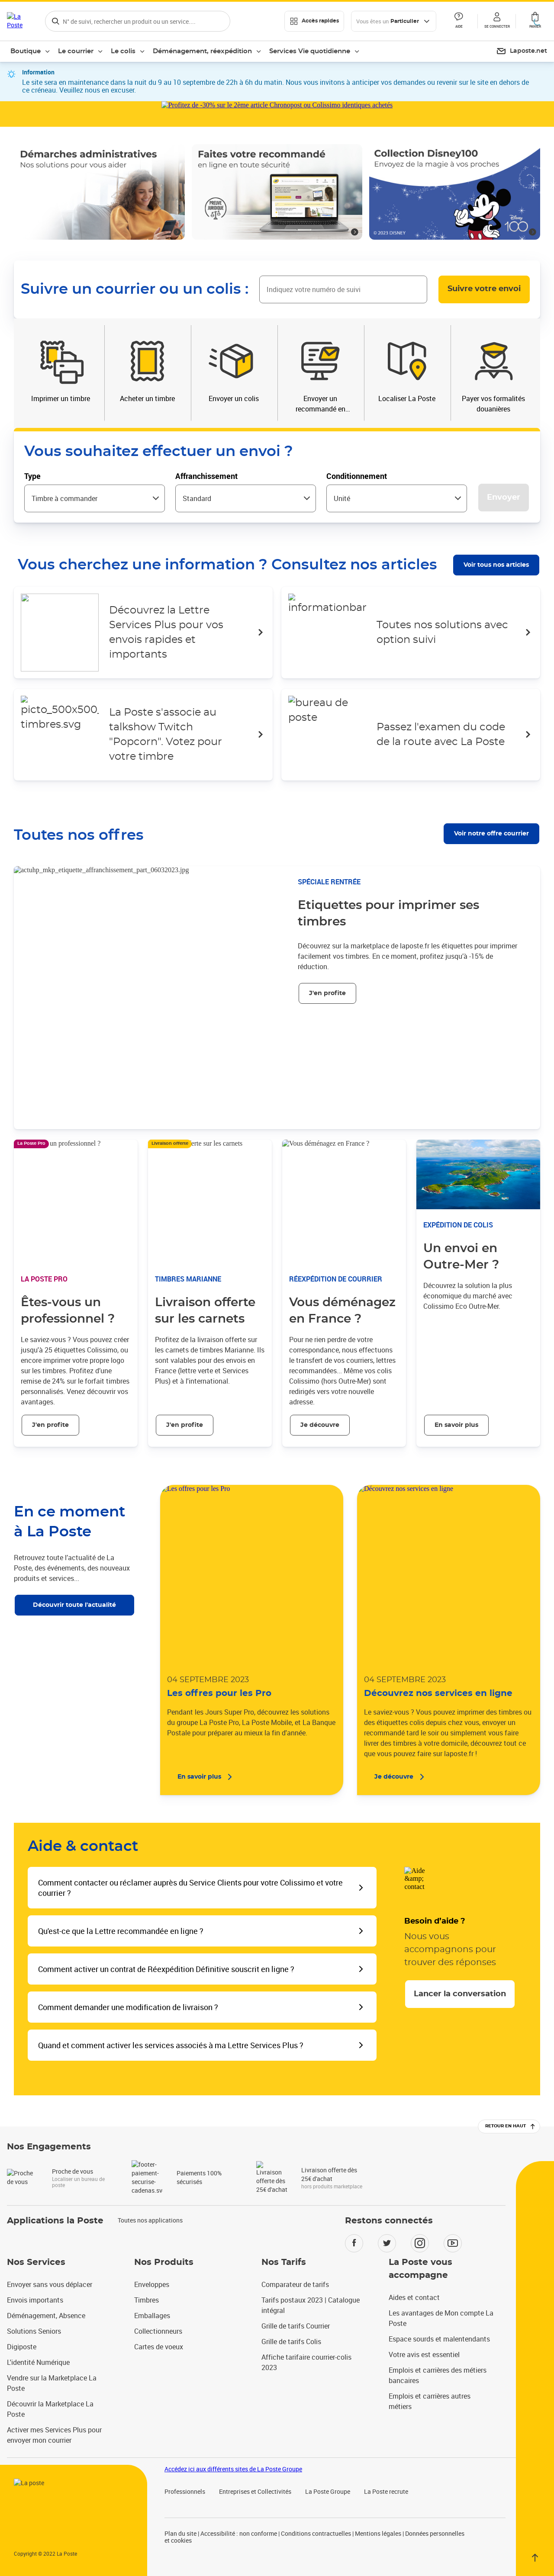 La Poste
N° de suivi, rechercher un produit ou un service ...
Accès rapides
Vous êtes un Particulier
AIDE
SE CONNECTER
PANIER
Boutique
Le courrier
Le colis
Déménagement, réexpédition
Services Vie quotidienne
Laposte.net
Information
Le site sera en maintenance dans la nuit du 9 au 10 septembre de 22h à 6h du matin. Nous vous invitons à anticiper vos demandes ou revenir sur le site en dehors de
ce créneau. Veuillez nous en excuser.
Profitez de -30% sur le 2ème article Chronopost ou Colissimo identiques achetés
Démarches administratives
Nos solutions pour vous aider
Faites votre recommandé
en ligne en toute sécurité
Collection Disney100
Envoyez de la magie à vos proches
© 2023 DISNEY
Suivre un courrier ou un colis :
Indiquez votre numéro de suivi
Suivre votre envoi
Imprimer un timbre
Acheter un timbre
Envoyer un colis
Envoyer un
recommandé en...
Localiser La Poste
Payer vos formalités
douanières
Vous souhaitez effectuer un envoi ?
Type
Timbre à commander
Affranchissement
Standard
Conditionnement
Unité
Envoyer
Vous cherchez une information ? Consultez nos articles
Voir tous nos articles
Découvrez la Lettre
Services Plus pour vos
envois rapides et
importants
informationbar
Toutes nos solutions avec
option suivi
picto_500x500_
timbres.svg
La Poste s'associe au
talkshow Twitch
"Popcorn". Votez pour
votre timbre
bureau de
poste
Passez l'examen du code
de la route avec La Poste
Toutes nos offres
Voir notre offre courrier
actuhp_mkp_etiquette_affranchissement_part_06032023.jpg
SPÉCIALE RENTRÉE
Etiquettes pour imprimer ses
timbres
Découvrez sur la marketplace de laposte.fr les étiquettes pour imprimer
facilement vos timbres. En ce moment, profitez jusqu'à -15% de
réduction.
J'en profite
La Poste Pro
un professionnel ?
LA POSTE PRO
Êtes-vous un
professionnel ?
Le saviez-vous ? Vous pouvez créer
jusqu'à 25 étiquettes Colissimo, ou
encore imprimer votre propre logo
sur les timbres. Profitez d'une
remise de 24% sur le forfait timbres
personnalisés. Venez découvrir vos
avantages.
J'en profite
Livraison offerte
erte sur les carnets
TIMBRES MARIANNE
Livraison offerte
sur les carnets
Profitez de la livraison offerte sur
les carnets de timbres Marianne. Ils
sont valables pour des envois en
France (lettre verte et Services
Plus) et à l'international.
J'en profite
Vous déménagez en France ?
RÉEXPÉDITION DE COURRIER
Vous déménagez
en France ?
Pour ne rien perdre de votre
correspondance, nous effectuons
le transfert de vos courriers, lettres
recommandées... Même vos colis
Colissimo (hors Outre-Mer) sont
redirigés vers votre nouvelle
adresse.
Je découvre
EXPÉDITION DE COLIS
Un envoi en
Outre-Mer ?
Découvrez la solution la plus
économique du marché avec
Colissimo Eco Outre-Mer.
En savoir plus
En ce moment
à La Poste
Retrouvez toute l'actualité de La
Poste, des événements, des nouveaux
produits et services...
Découvrir toute l'actualité
Les offres pour les Pro
04 SEPTEMBRE 2023
Les offres pour les Pro
Pendant les Jours Super Pro, découvrez les solutions
du groupe La Poste Pro, La Poste Mobile, et La Banque
Postale pour préparer au mieux la fin d'année.
En savoir plus
Découvrez nos services en ligne
04 SEPTEMBRE 2023
Découvrez nos services en ligne
Le saviez-vous ? Vous pouvez imprimer des timbres ou
des étiquettes colis depuis chez vous, envoyer un
recommandé tard le soir ou simplement vous faire
livrer des timbres à votre domicile, découvrez tout ce
que vous pouvez faire sur laposte.fr !
Je découvre
Aide & contact
Comment contacter ou réclamer auprès du Service Clients pour votre Colissimo et votre
courrier ?
Qu'est-ce que la Lettre recommandée en ligne ?
Comment activer un contrat de Réexpédition Définitive souscrit en ligne ?
Comment demander une modification de livraison ?
Quand et comment activer les services associés à ma Lettre Services Plus ?
Aide
&amp;
contact
Besoin d'aide ?
Nous vous
accompagnons pour
trouver des réponses
Lancer la conversation
RETOUR EN HAUT
Nos Engagements
Proche
de vous
Proche de vous
Localiser un bureau de
poste
footer-
paiement-
securise-
cadenas.sv
Paiements 100%
sécurisés
Livraison
offerte dès
25€ d'achat
Livraison offerte dès
25€ d'achat
hors produits marketplace
Applications la Poste
Toutes nos applications
Restons connectés
Nos Services
Envoyer sans vous déplacer
Envois importants
Déménagement, Absence
Solutions Seniors
Digiposte
L'identité Numérique
Vendre sur la Marketplace La
Poste
Découvrir la Marketplace La
Poste
Activer mes Services Plus pour
envoyer mon courrier
Nos Produits
Enveloppes
Timbres
Emballages
Collectionneurs
Cartes de voeux
Nos Tarifs
Comparateur de tarifs
Tarifs postaux 2023 | Catalogue
intégral
Grille de tarifs Courrier
Grille de tarifs Colis
Affiche tarifaire courrier-colis
2023
La Poste vous
accompagne
Aides et contact
Les avantages de Mon compte La
Poste
Espace sourds et malentendants
Votre avis est essentiel
Emplois et carrières des métiers
bancaires
Emplois et carrières autres
métiers
La poste
Copyright © 2022 La Poste
Accédez ici aux différents sites de La Poste Groupe
Professionnels
Entreprises et Collectivités
La Poste Groupe
La Poste recrute
Plan du site | Accessibilité : non conforme | Conditions contractuelles | Mentions légales | Données personnelles
et cookies